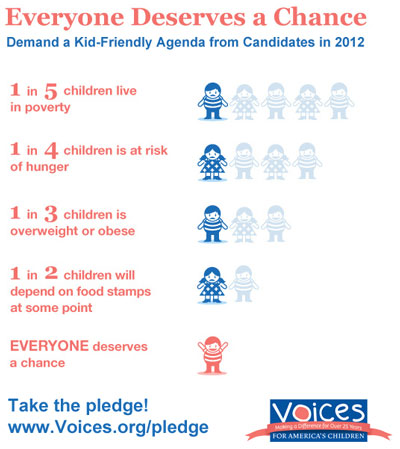 Everyone Deserves a Chance
Demand a Kid-Friendly Agenda from Candidates in 2012
1 in 5 children live
in poverty
1 in 4 children is at risk
of hunger
1 in 3 children is
overweight or obese
1 in 2 children will
depend on food stamps
at some point
EVERYONE deserves
a chance
Take the pledge!
www.Voices.org/pledge
VOICES
Making a Difference for Over 25 Years
FOR AMERICA'S CHILDREN